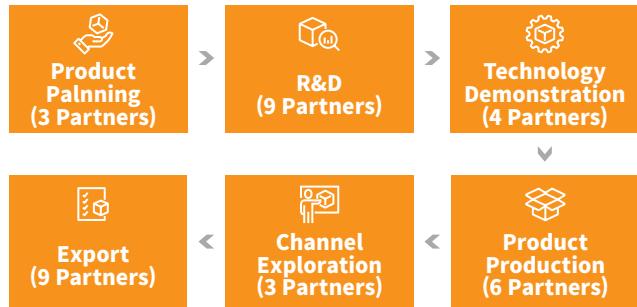 Product
Palnning
(3 Partners)
R&D
(9 Partners)
Technology
Demonstration
(4 Partners)
Product
Production
(6 Partners)
Channel
Exploration
(3 Partners)
Export
(9 Partners)